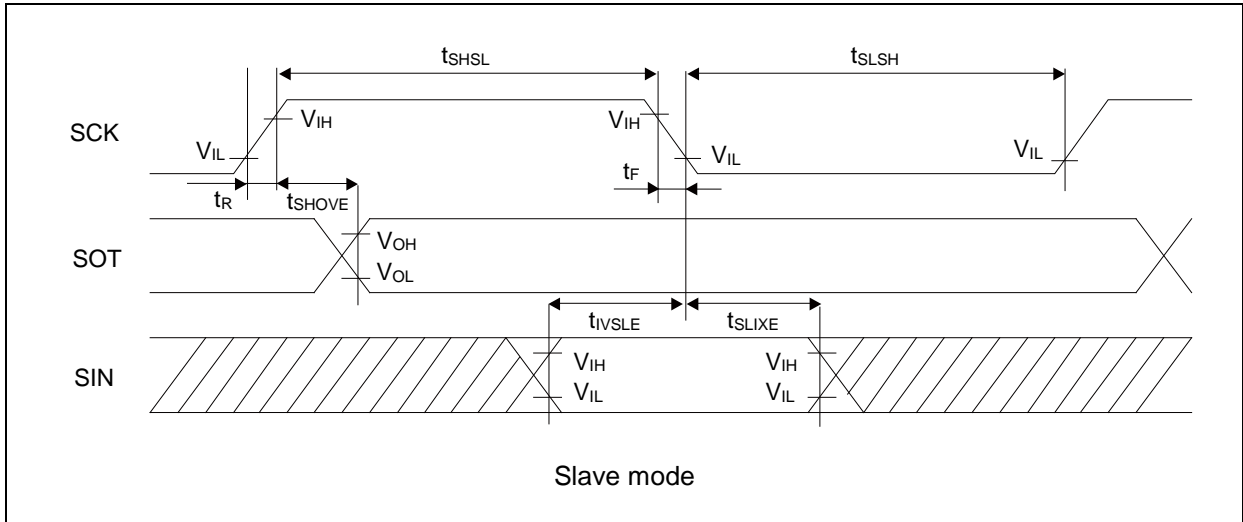 tSHSL
tSLSH
SCK
VIH
VIH
VIL
VIL
VIL
tF
tR
tSHOVE
SOT
VOH
VOL
tIVSLE
tSLIXE
SIN
VIH
VIH
VIL
VIL
Slave mode